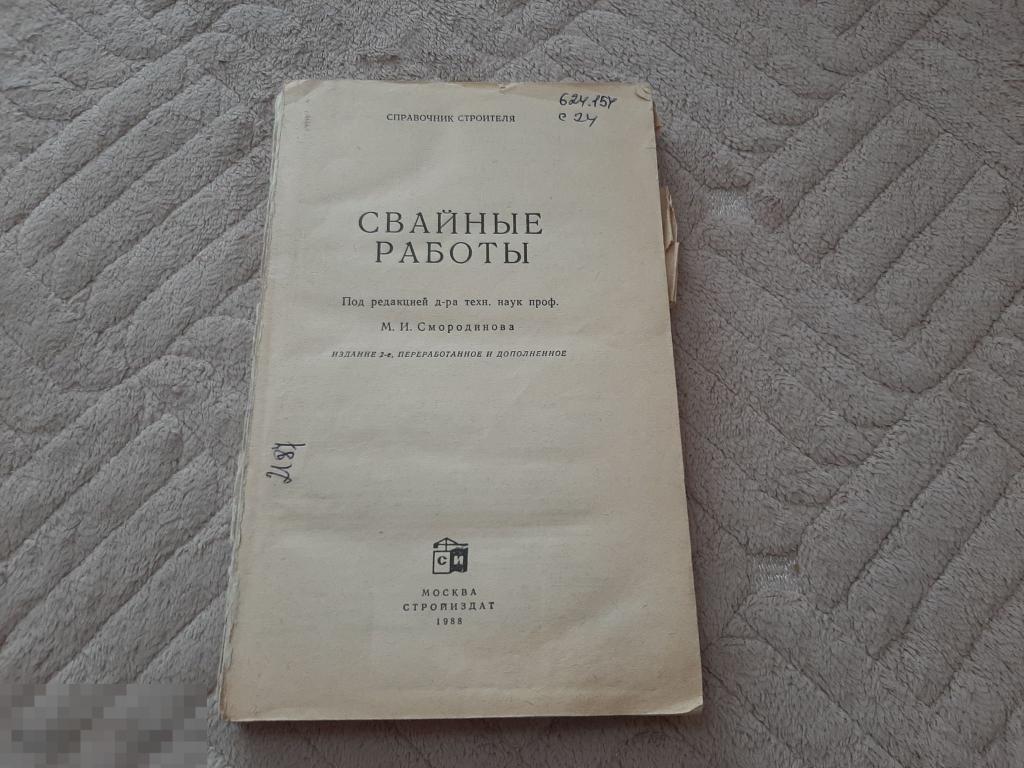 624.154
С 24
СПРАВОЧНИК СТРОИТЕЛЯ
СВАЙНЫЕ
РАБОТЫ
Под редакцией д-ра техн. наук проф.
М. И. Смородинова
ИЗДАНИЕ 2-е, ПЕРЕРАБОТАННОЕ И ДОПОЛНЕННОЕ
СИ
МОСКВА
СТРОЙИЗДАТ
1988